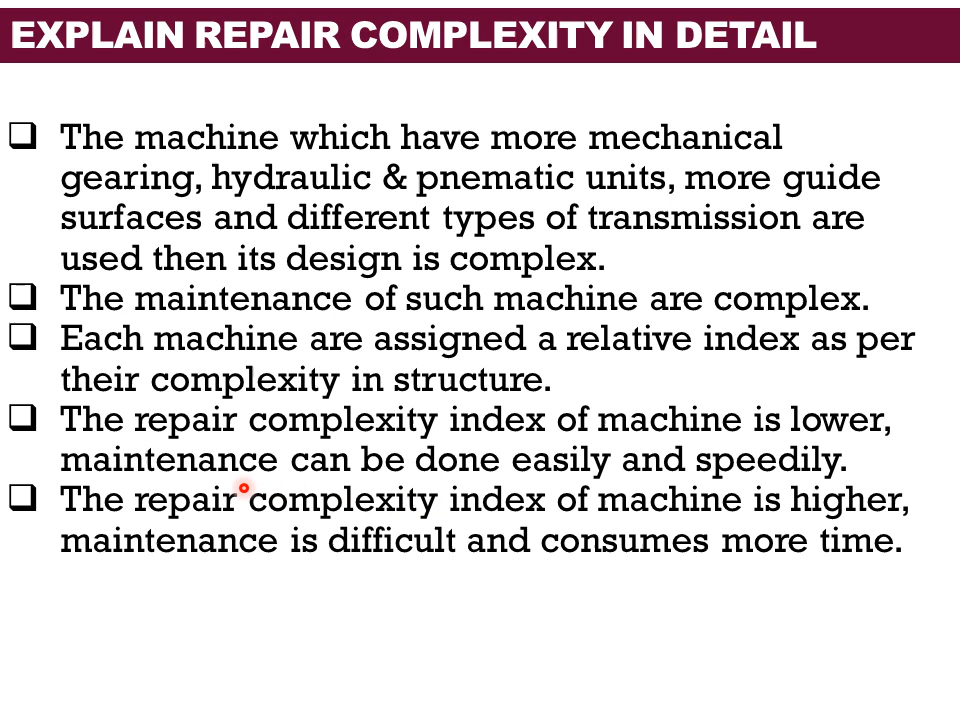 EXPLAIN REPAIR COMPLEXITY IN DETAIL
The machine which have more mechanical
gearing, hydraulic & pnematic units, more guide
surfaces and different types of transmission are
used then its design is complex.
The maintenance of such machine are complex.
Each machine are assigned a relative index as per
their complexity in structure.
The repair complexity index of machine is lower,
maintenance can be done easily and speedily.
The repair complexity index of machine is higher,
maintenance is difficult and consumes more time.